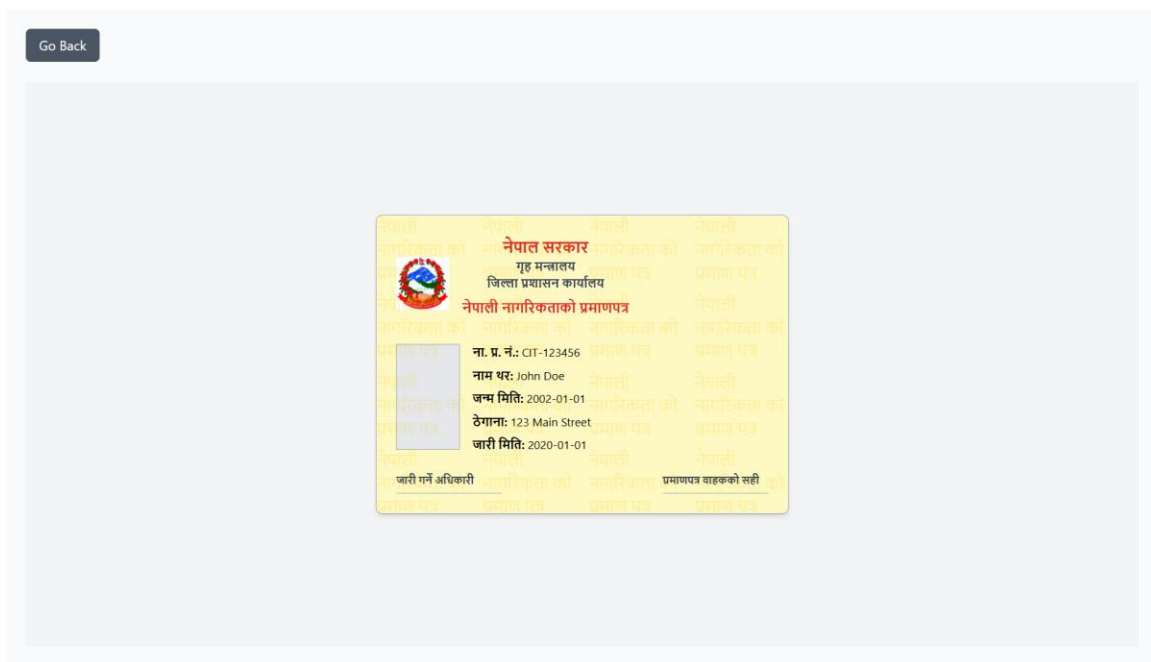 Go Back
नेपाल सरकार
गृह मन्त्रालय
जिल्ला प्रशासन कार्यालय
नेपाली नागरिकताको प्रमाणपत्र
ना. प्र. नं.: CIT-123456
नाम थर: John Doe
जन्म मिति: 2002-01-01
ठेगाना: 123 Main Street
जारी मिति: 2020-01-01
जारी गर्ने अधिकारी
प्रमाणपत्र वाहकको सही